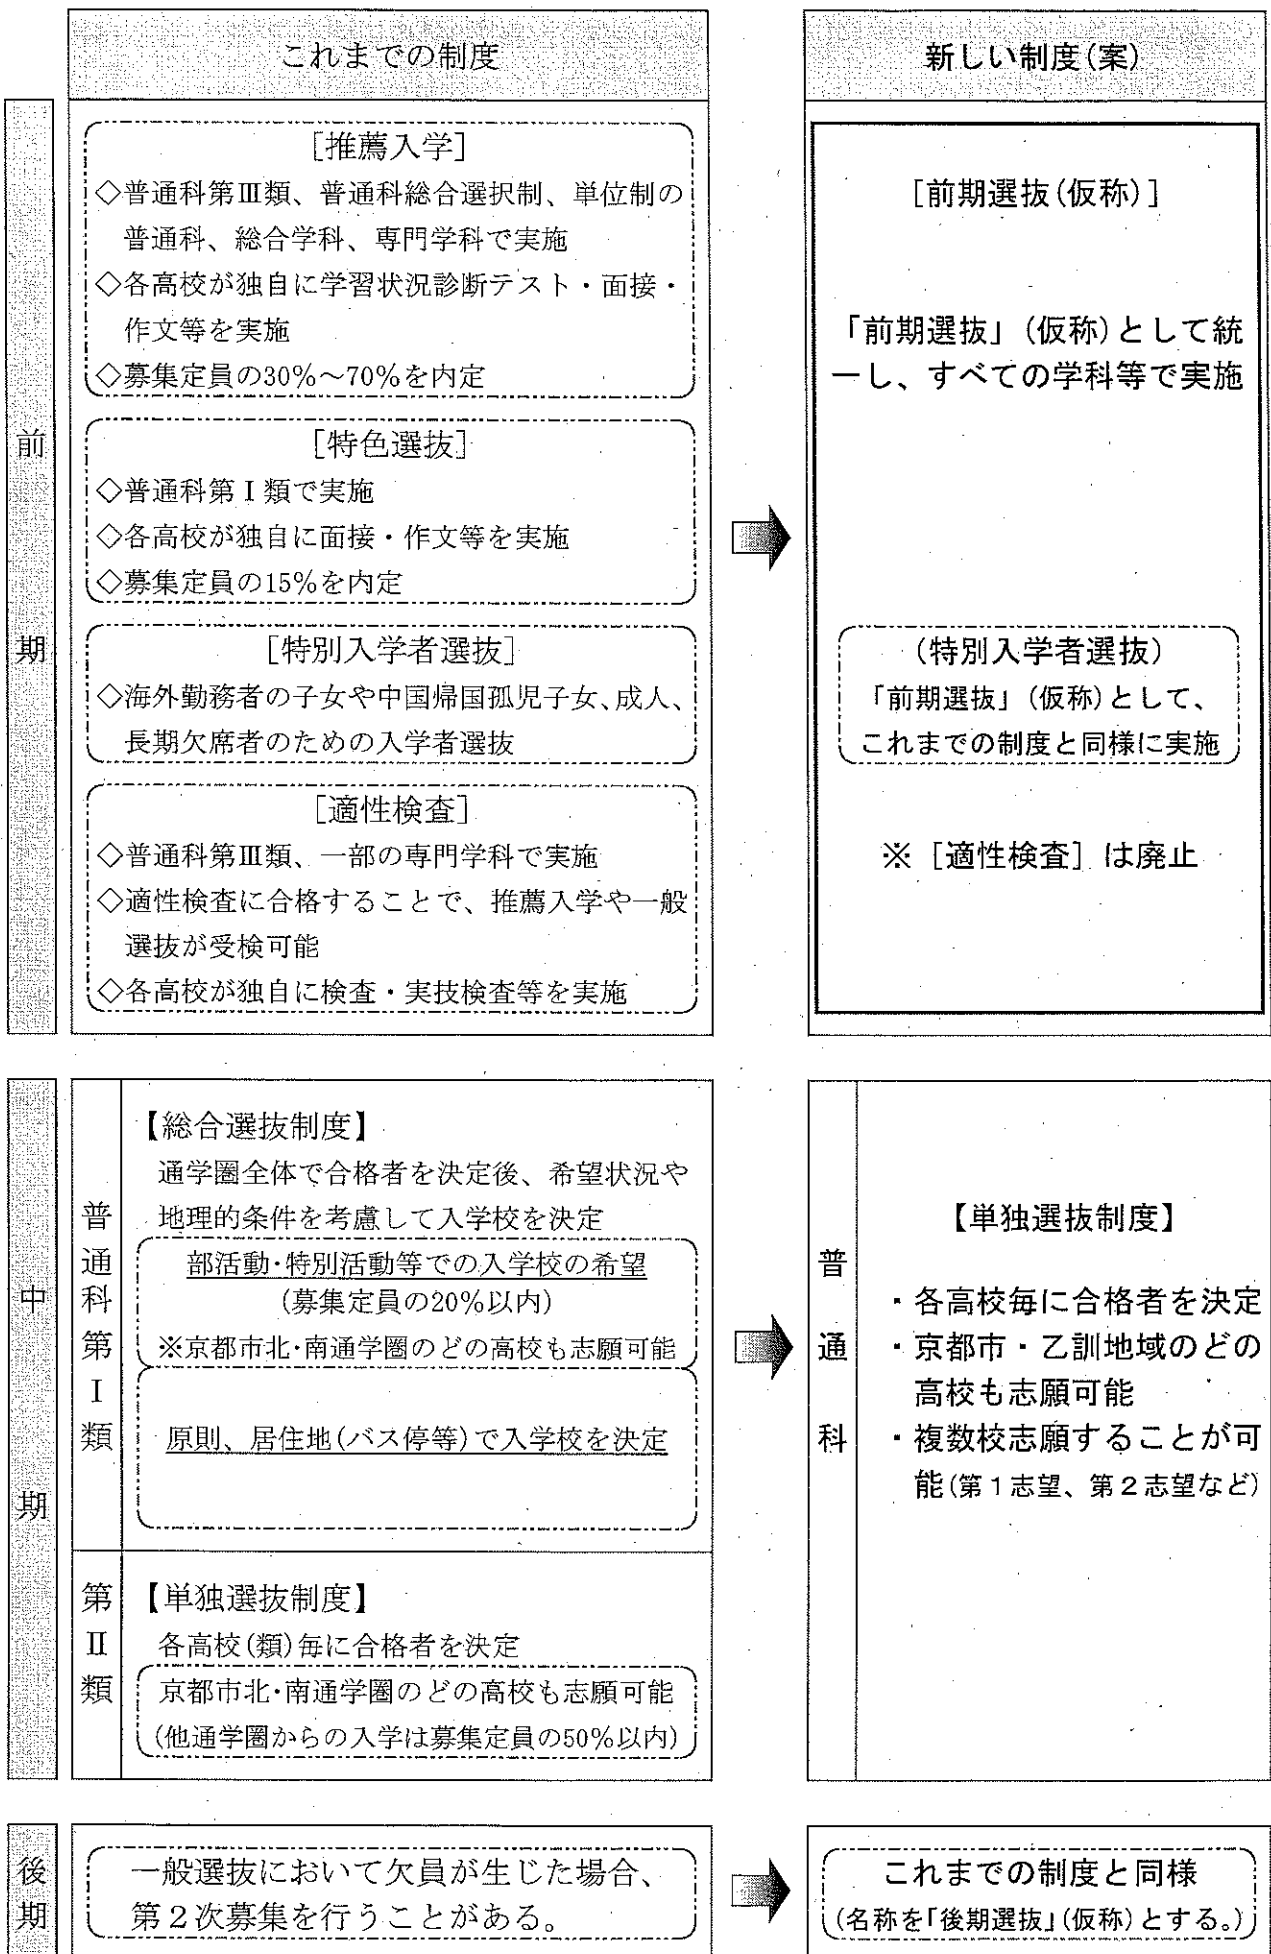 これまでの制度
新しい制度(案)
前期
[推薦入学]
◇普通科第Ⅲ類、普通科総合選択制、単位制の
普通科、総合学科、専門学科で実施
◇各高校が独自に学習状況診断テスト・面接・
作文等を実施
◇募集定員の30%～70%を内定
[特色選抜]
◇普通科第Ⅰ類で実施
◇各高校が独自に面接・作文等を実施
◇募集定員の15%を内定
[特別入学者選抜]
◇海外勤務者の子女や中国帰国孤児子女、成人、
長期欠席者のための入学者選抜
[適性検査]
◇普通科第Ⅲ類、一部の専門学科で実施
◇適性検査に合格することで、推薦入学や一般
選抜が受検可能
◇各高校が独自に検査・実技検査等を実施
[前期選抜(仮称)]
「前期選抜」(仮称)として統
一し、すべての学科等で実施
(特別入学者選抜)
「前期選抜」(仮称)として、
これまでの制度と同様に実施
※[適性検査]は廃止
中期
普通科第Ⅰ類
【総合選抜制度】
通学圏全体で合格者を決定後、希望状況や
地理的条件を考慮して入学校を決定
部活動・特別活動等での入学校の希望
(募集定員の20%以内)
※京都市北・南通学圏のどの高校も志願可能
原則、居住地(バス停等)で入学校を決定
第Ⅱ類
【単独選抜制度】
各高校(類)毎に合格者を決定
京都市北・南通学圏のどの高校も志願可能
(他通学圏からの入学は募集定員の50%以内)
普通科
【単独選抜制度】
・各高校毎に合格者を決定
・京都市・乙訓地域のどの
高校も志願可能
・複数校志願することが可
能(第1志望、第2志望など)
後期
一般選抜において欠員が生じた場合、
第2次募集を行うことがある。
これまでの制度と同様
(名称を「後期選抜」(仮称)とする。)